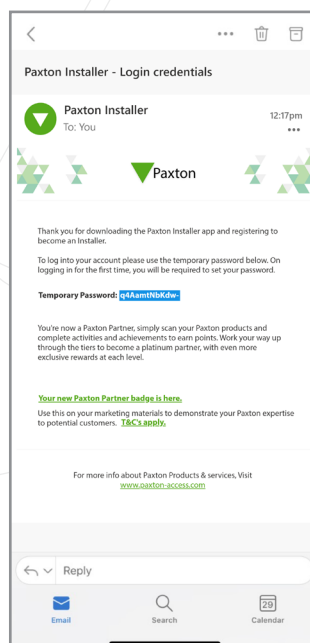 Paxton Installer - Login credentials
Paxton Installer
12:17pm
To: You
Paxton
Thank you for downloading the Paxton Installer app and registering to
become an Installer.
To log into your account please use the temporary password below. On
logging in for the first time, you will be required to set your password.
Temporary Password: q4AamtNbKdw-
You're now a Paxton Partner, simply scan your Paxton products and
complete activities and achievements to earn points. Work your way up
through the tiers to become a platinum partner, with even more
exclusive rewards at each level.
Your new Paxton Partner badge is here.
Use this on your marketing materials to demonstrate your Paxton expertise
to potential customers. T&C's apply.
For more info about Paxton Products & services, Visit
www.paxton-access.com
Reply
29
Email Search Calendar